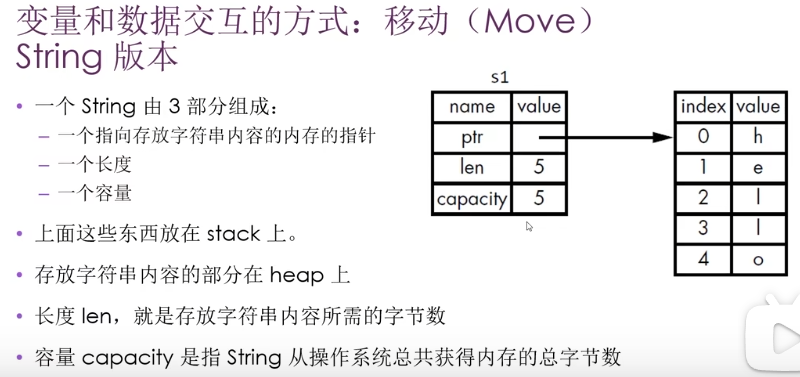 变量和数据交互的方式：移动（Move）
String 版本
• 一个 String 由 3 部分组成：
– 一个指向存放字符串内容的内存的指针
– 一个长度
– 一个容量
• 上面这些东西放在 stack 上。
• 存放字符串内容的部分在 heap 上
• 长度 len，就是存放字符串内容所需的字节数
• 容量 capacity 是指 String 从操作系统总共获得内存的总字节数
s1
name value
ptr
len 5
capacity 5
index value
0 h
1 e
2 l
3 l
4 o